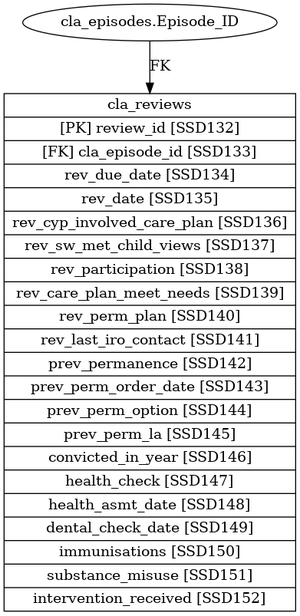 cla_episodes.Episode_ID
FK
cla_reviews
[PK] review_id [SSD132]
[FK] cla_episode_id [SSD133]
rev_due_date [SSD134]
rev_date [SSD135]
rev_cyp_involved_care_plan [SSD136]
rev_sw_met_child_views [SSD137]
rev_participation [SSD138]
rev_care_plan_meet_needs [SSD139]
rev_perm_plan [SSD140]
rev_last_iro_contact [SSD141]
prev_permanence [SSD142]
prev_perm_order_date [SSD143]
prev_perm_option [SSD144]
prev_perm_la [SSD145]
convicted_in_year [SSD146]
health_check [SSD147]
health_asmt_date [SSD148]
dental_check_date [SSD149]
immunisations [SSD150]
substance_misuse [SSD151]
intervention_received [SSD152]